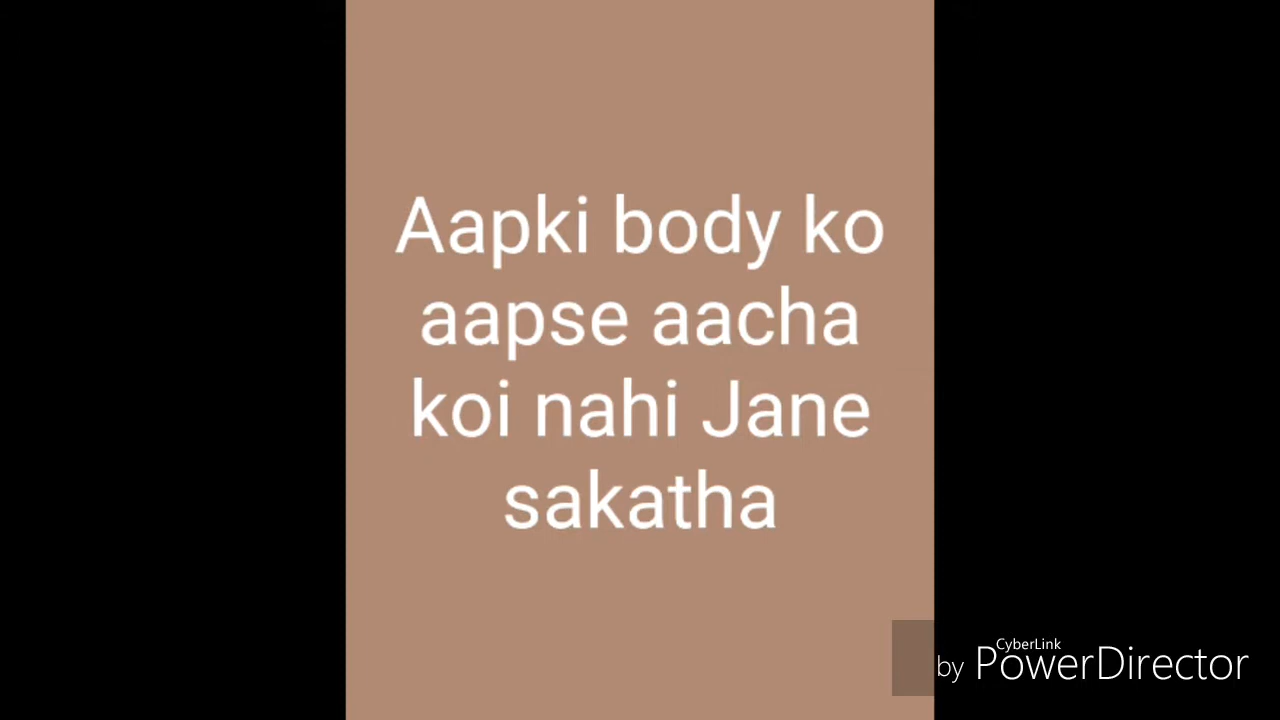 Aapki body ko
aapse aacha
koi nahi Jane
sakatha
CyberLink
by PowerDirector